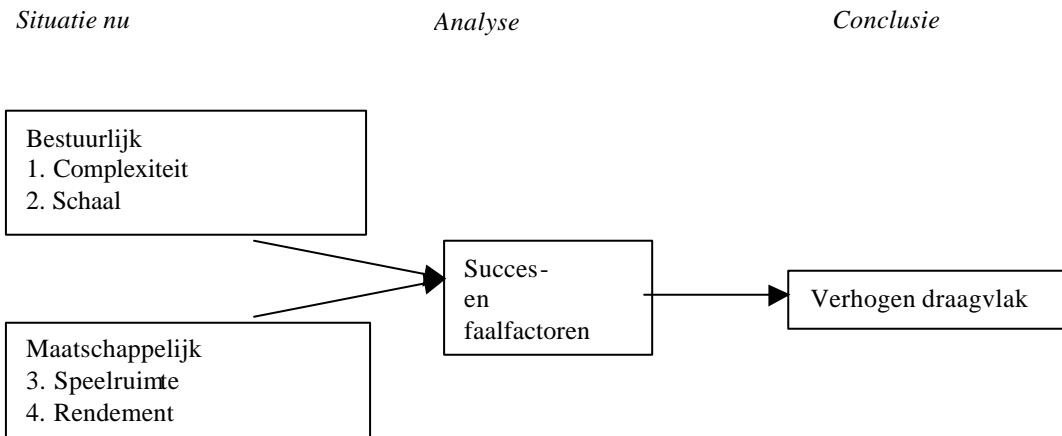 Situatie nu
Analyse
Conclusie
Bestuurlijk
1. Complexiteit
2. Schaal
Maatschappelijk
3. Speelruimte
4. Rendement
Succes-
en
faalfactoren
Verhogen draagvlak